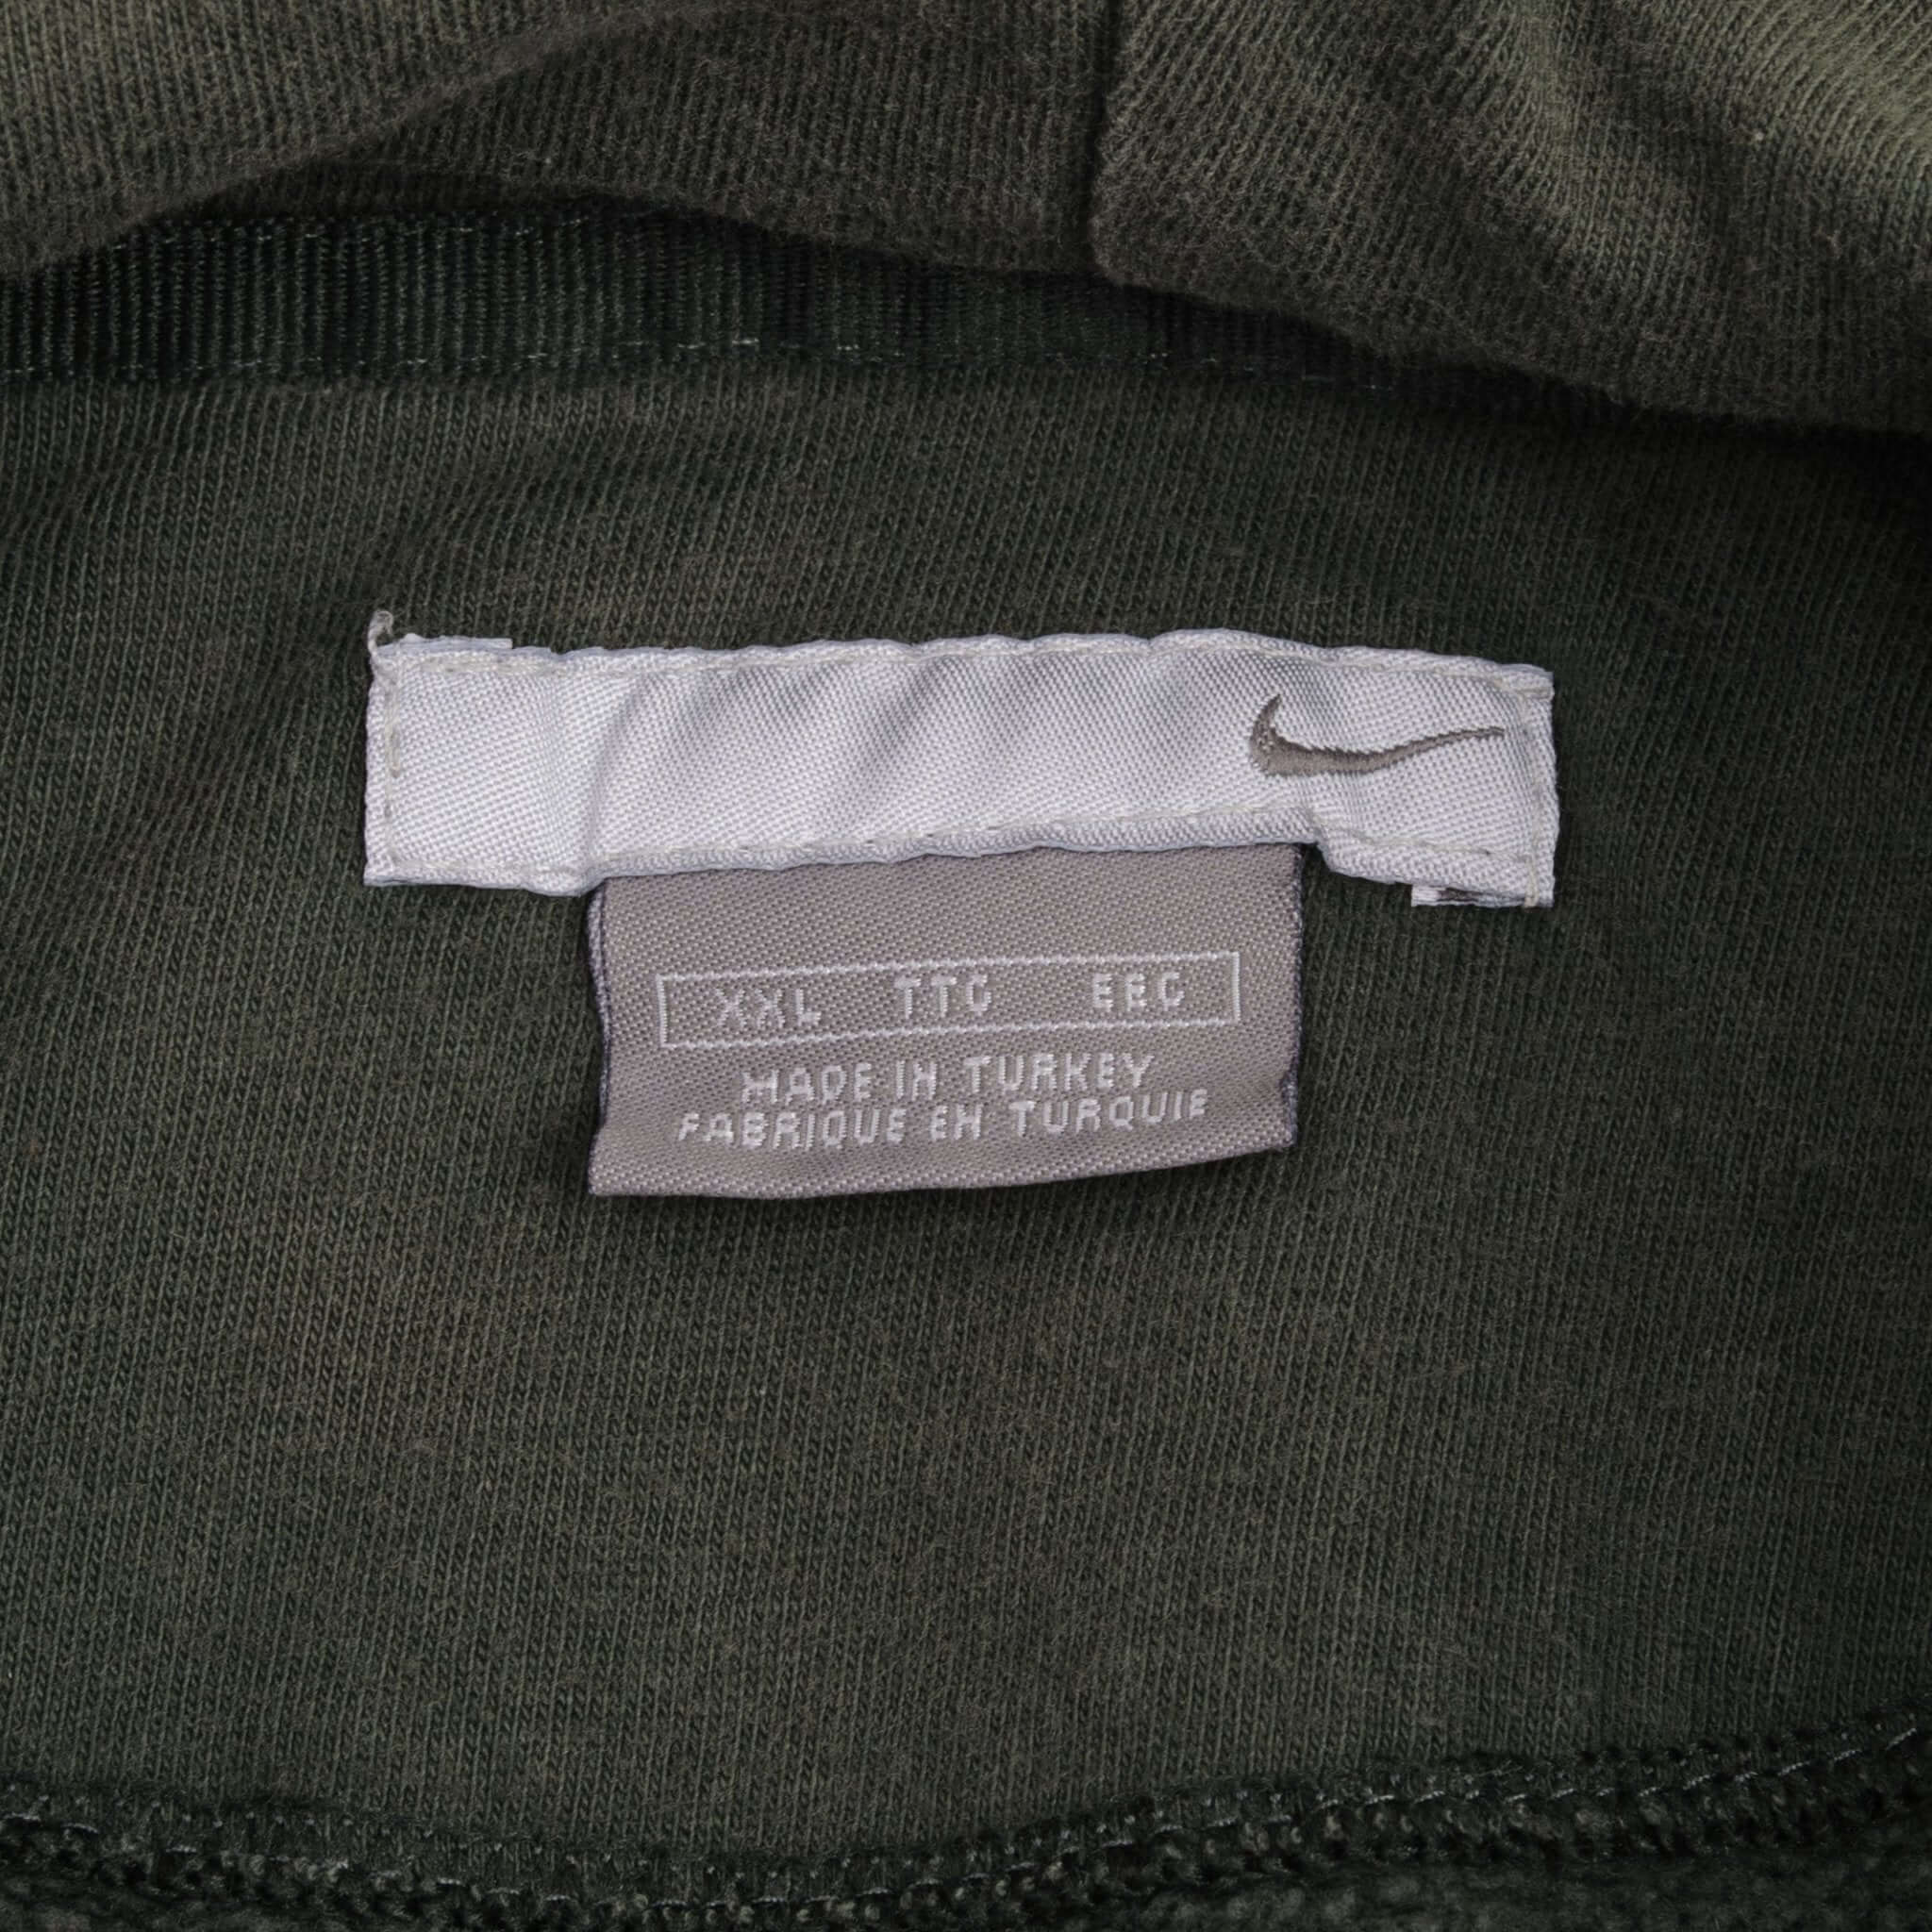 XXL TTG EEG
MADE IN TURKEY
FABRIQUE EN TURQUIE